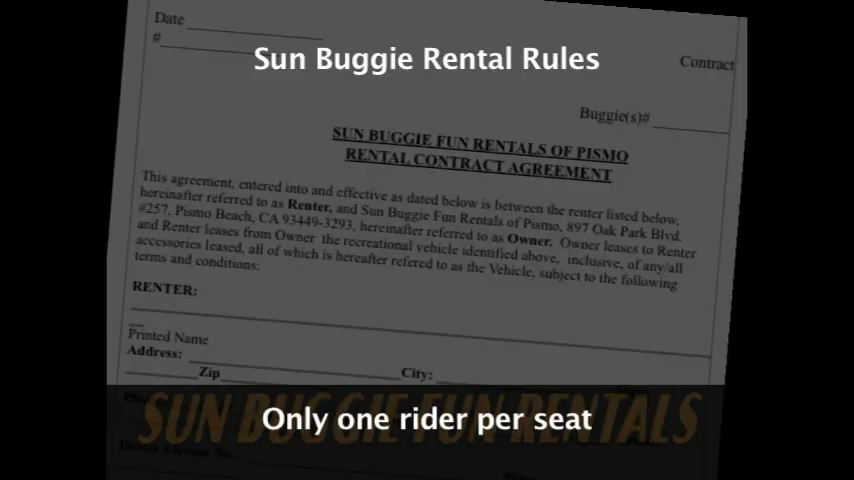 Date
#
Sun Buggie Rental Rules
Contract
Buggie(s)#
SUN BUGGIE FUN RENTALS OF PISMO
RENTAL CONTRACT AGREEMENT
This agreement, entered into and effective as dated below is between the renter listed below,
hereinafter referred to as Renter, and Sun Buggie Fun Rentals of Pismo, 897 Oak Park Blvd.
#257, Pismo Beach, CA 93449-3293, hereinafter referred to as Owner. Owner leases to Renter
and Renter leases from Owner the recreational vehicle identified above, inclusive, of any/all
accessories leased, all of which is hereafter refered to as the Vehicle, subject to the following
terms and conditions:
RENTER:
Printed Name
Address:
Zip
City:
SUN BUGGIE FUN RENTALS
Only one rider per seat